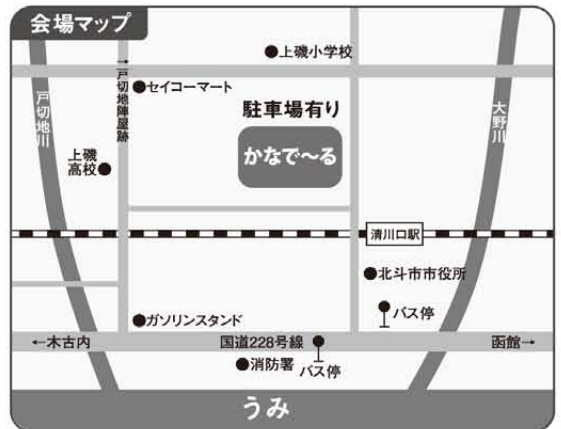 会場マップ
●上磯小学校
→戸切地陣屋跡
●セイコーマート
戸切地川
大野川
駐車場有り
かなで〜る
上磯
高校●
清川口駅
●北斗市市役所
バス停
●ガソリンスタンド
←木古内
国道228号線
函館→
●消防署
バス停
うみ